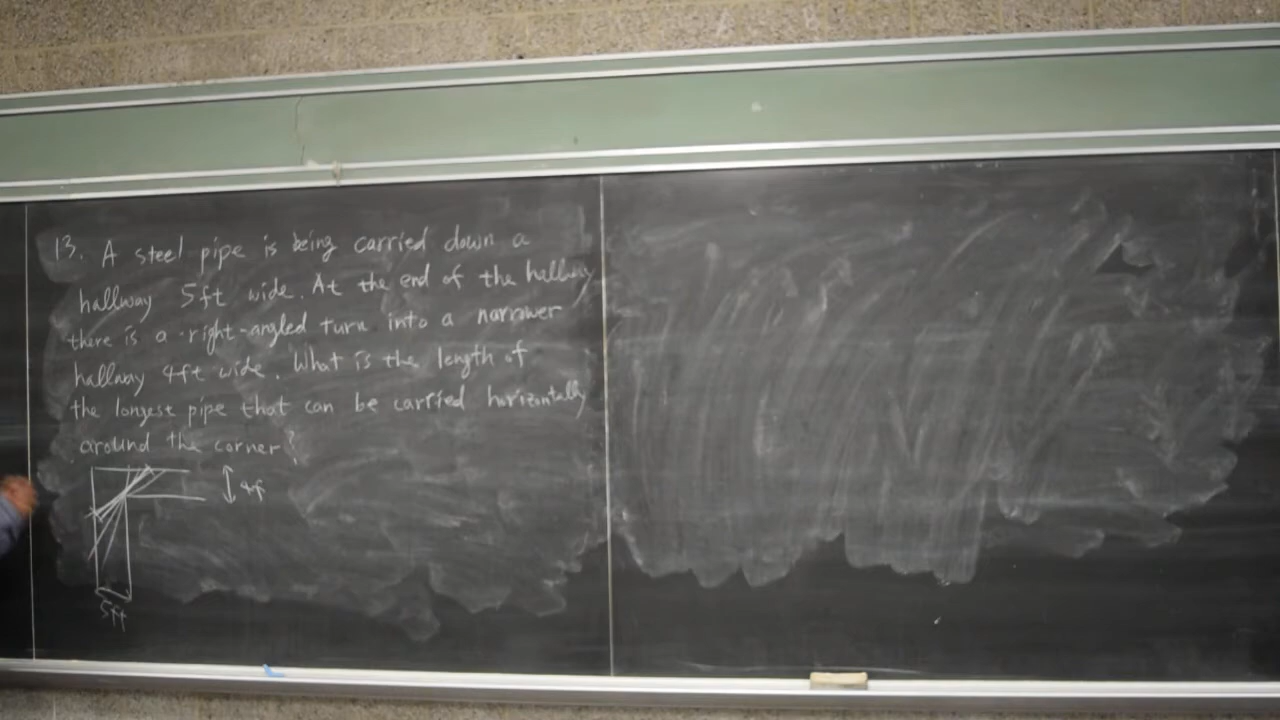 13. A steel pipe is being carried down a
hallway 5ft wide. At the end of the hallway
there is a right-angled turn into a narrower
hallway 4ft wide. What is the length of
the longest pipe that can be carried horizontally
around the corner?
4ft
5ft